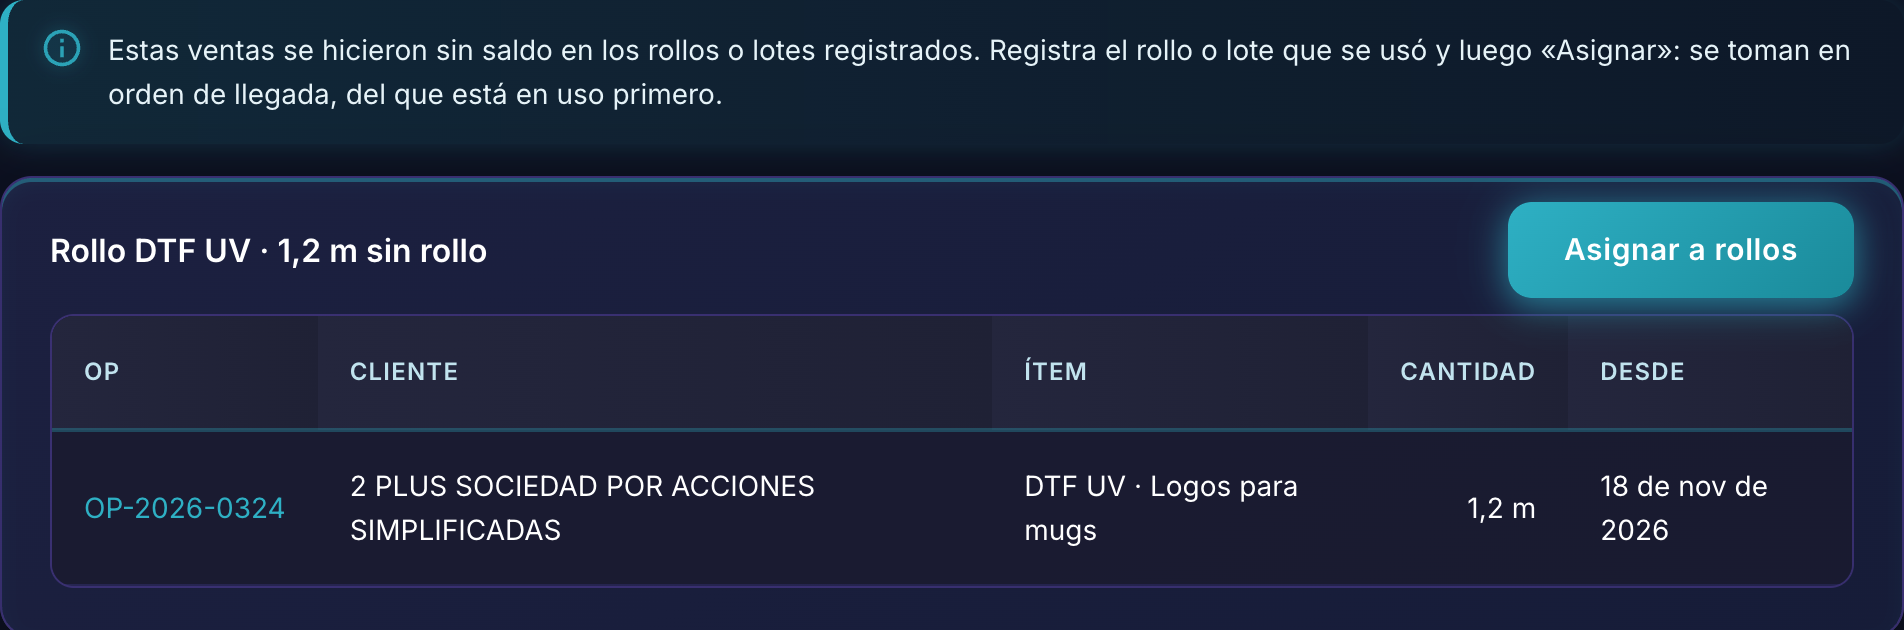 Estas ventas se hicieron sin saldo en los rollos o lotes registrados. Registra el rollo o lote que se usó y luego «Asignar»: se toman en
orden de llegada, del que está en uso primero.
Rollo DTF UV · 1,2 m sin rollo
Asignar a rollos
OP CLIENTE ÍTEM CANTIDAD DESDE
OP-2026-0324
2 PLUS SOCIEDAD POR ACCIONES
SIMPLIFICADAS
DTF UV · Logos para
mugs
1,2 m
18 de nov de
2026